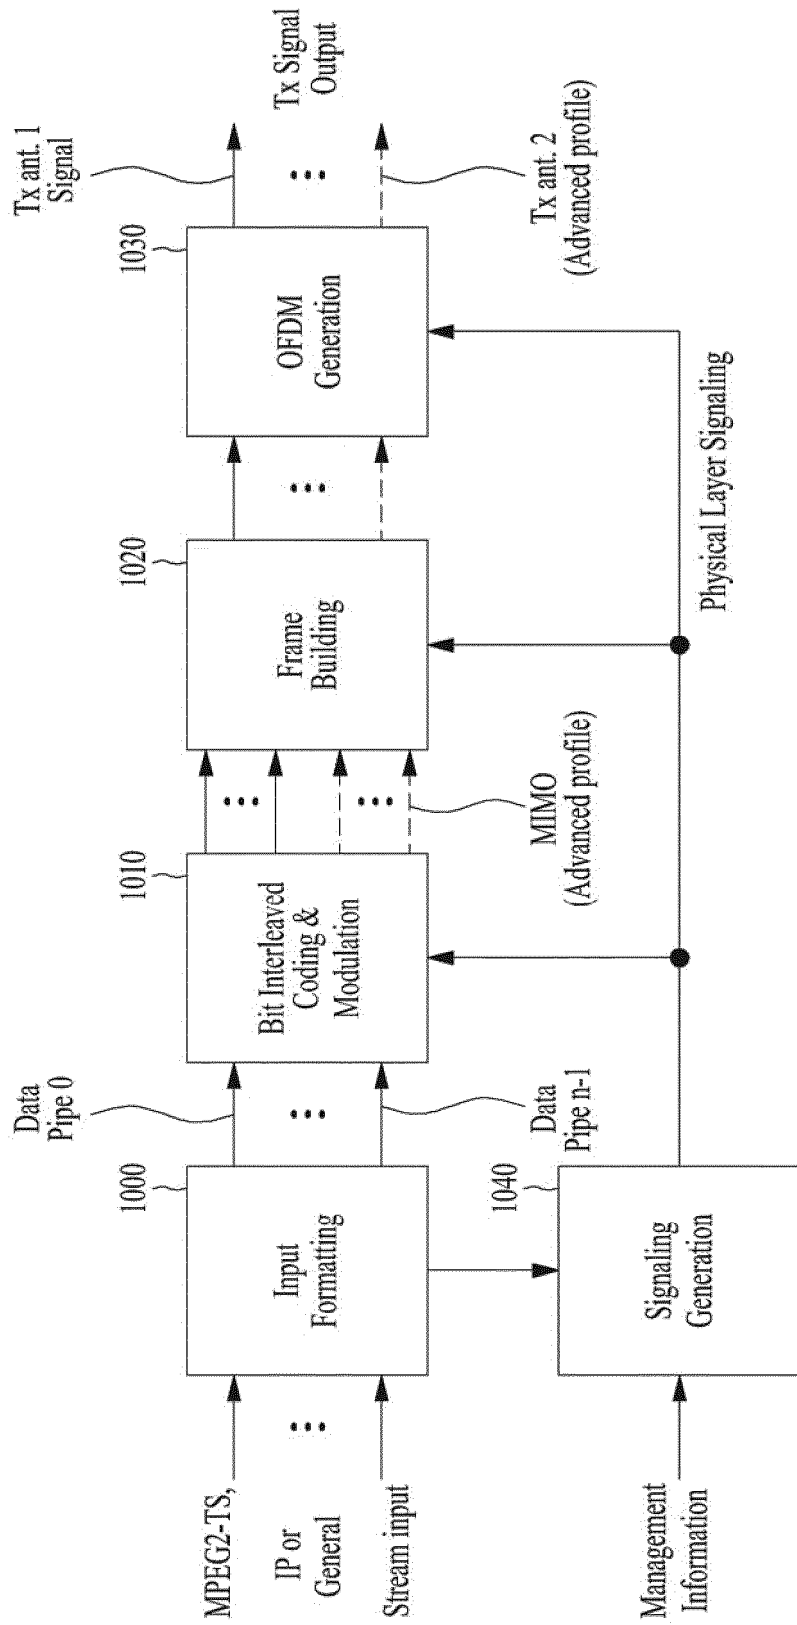 MPEG2-TS,
IP or
General
Stream input
Management
Information
1000
Input
Formatting
1040
Signaling
Generation
Data
Pipe 0
Data
Pipe n-1
1010
Bit Interleaved
Coding &
Modulation
MIMO
(Advanced profile)
1020
Frame
Building
Physical Layer Signaling
1030
OFDM
Generation
Tx ant. 1
Signal
Tx ant. 2
(Advanced profile)
Tx Signal
Output